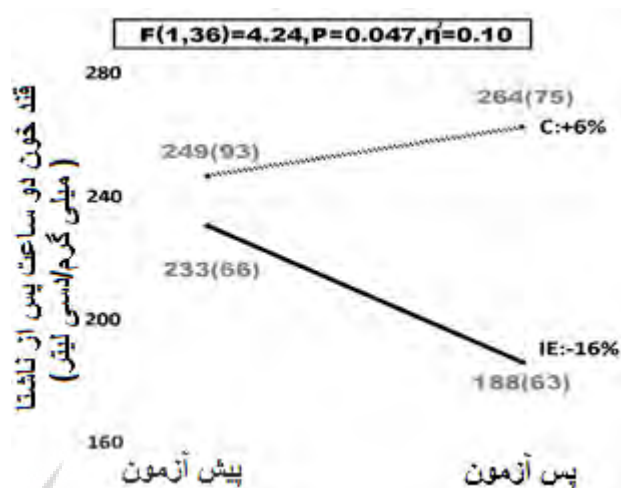 F(1,36)=4.24,P=0.047,η²=0.10
قند خون دو ساعت پس از ناشتا
(میلی گرم/دسی لیتر)
280
264(75)
C:+6%
249(93)
240
233(66)
200
IE:-16%
188(63)
160
پیش آزمون
پس آزمون